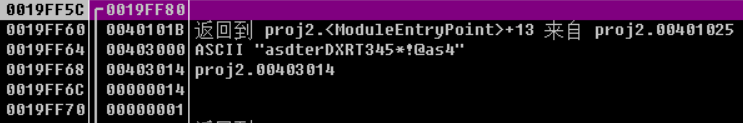 0019FF5C 0019FF80
0019FF60 0040101B 返回到 proj2.<ModuleEntryPoint>+13 来自 proj2.00401025
0019FF64 00403000 ASCII "asdterDXRT345*!@as4"
0019FF68 00403014 proj2.00403014
0019FF6C 00000014
0019FF70 00000001